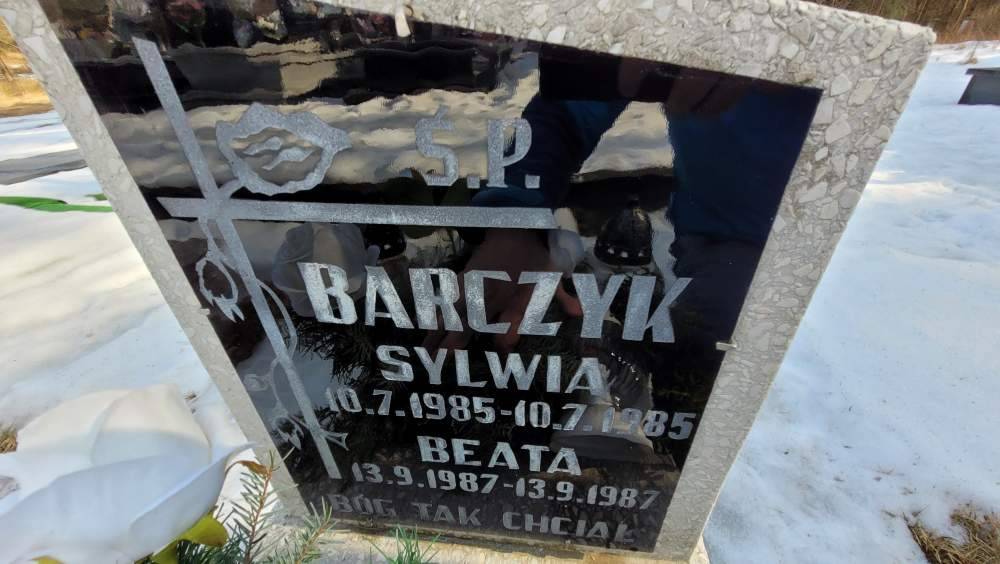 Ś.P.
BARCZYK
SYLWIA
10.7.1985-10.7.1985
BEATA
13.9.1987-13.9.1987
BÓG TAK CHCIAŁ